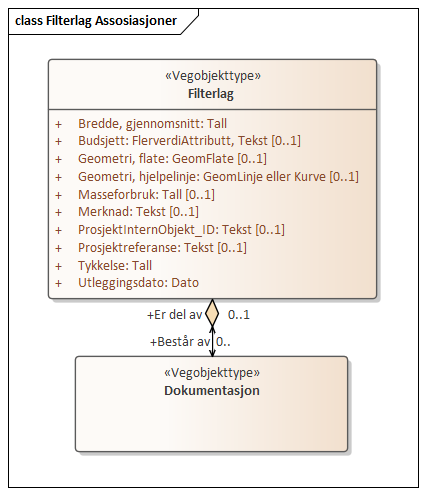 class Filterlag Assosiasjoner
«Vegobjekttype»
Filterlag
+ Bredde, gjennomsnitt: Tall
+ Budsjett: FlerverdiAttributt, Tekst [0..1]
+ Geometri, flate: GeomFlate [0..1]
+ Geometri, hjelpelinje: GeomLinje eller Kurve [0..1]
+ Masseforbruk: Tall [0..1]
+ Merknad: Tekst [0..1]
+ ProsjektInternObjekt_ID: Tekst [0..1]
+ Prosjektreferanse: Tekst [0..1]
+ Tykkelse: Tall
+ Utleggingsdato: Dato
+Er del av 0..1
+Består av 0..
«Vegobjekttype»
Dokumentasjon